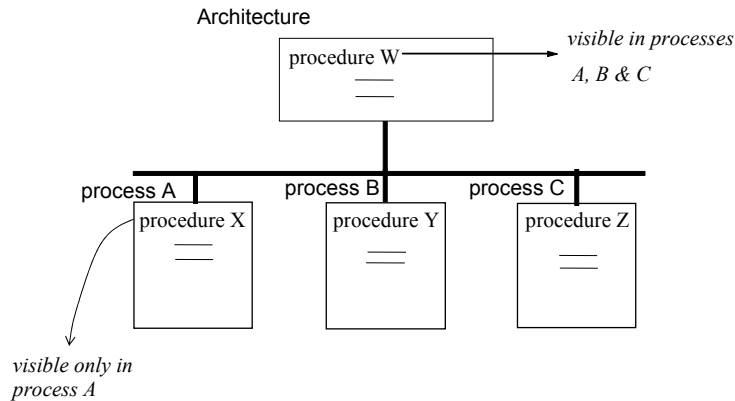 Architecture
procedure W
visible in processes
A, B & C
process A
process B
process C
procedure X
procedure Y
procedure Z
visible only in
process A